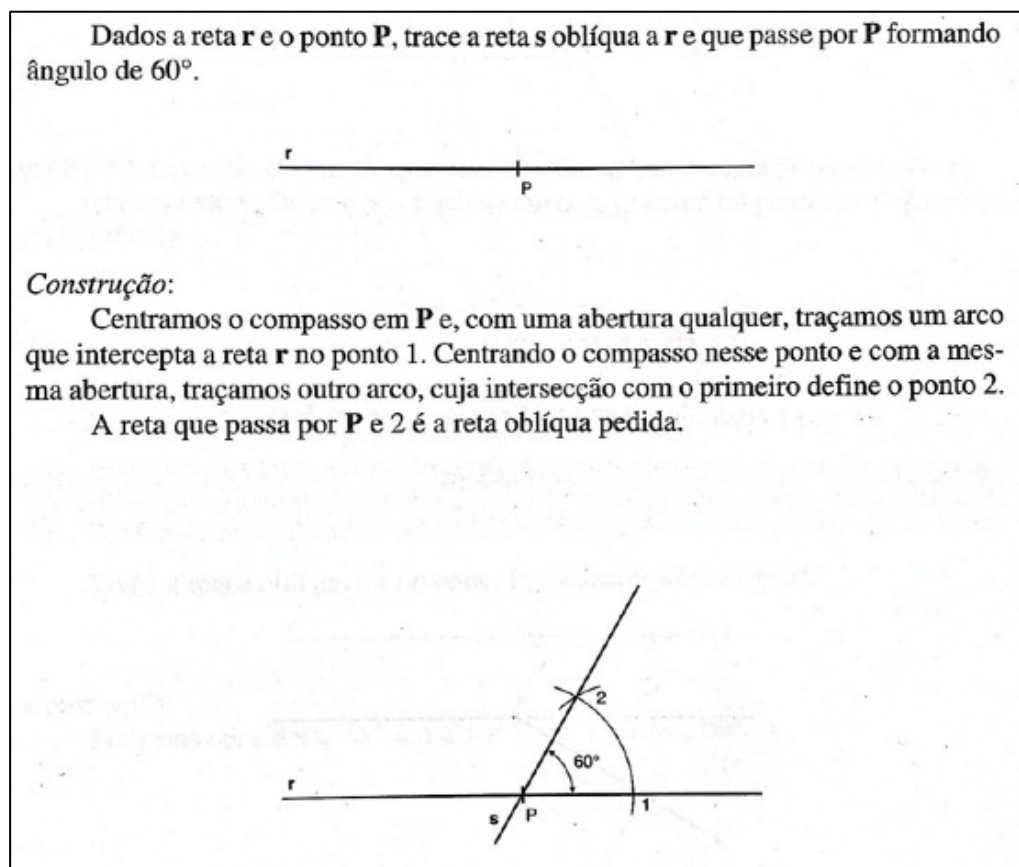 Dados a reta r e o ponto P, trace a reta s oblíqua a r e que passe por P formando
ângulo de 60°.
r
P
Construção:
Centramos o compasso em P e, com uma abertura qualquer, traçamos um arco
que intercepta a reta r no ponto 1. Centrando o compasso nesse ponto e com a mes-
ma abertura, traçamos outro arco, cuja intersecção com o primeiro define o ponto 2.
A reta que passa por P e 2 é a reta oblíqua pedida.
2
60°
r
s
P
1